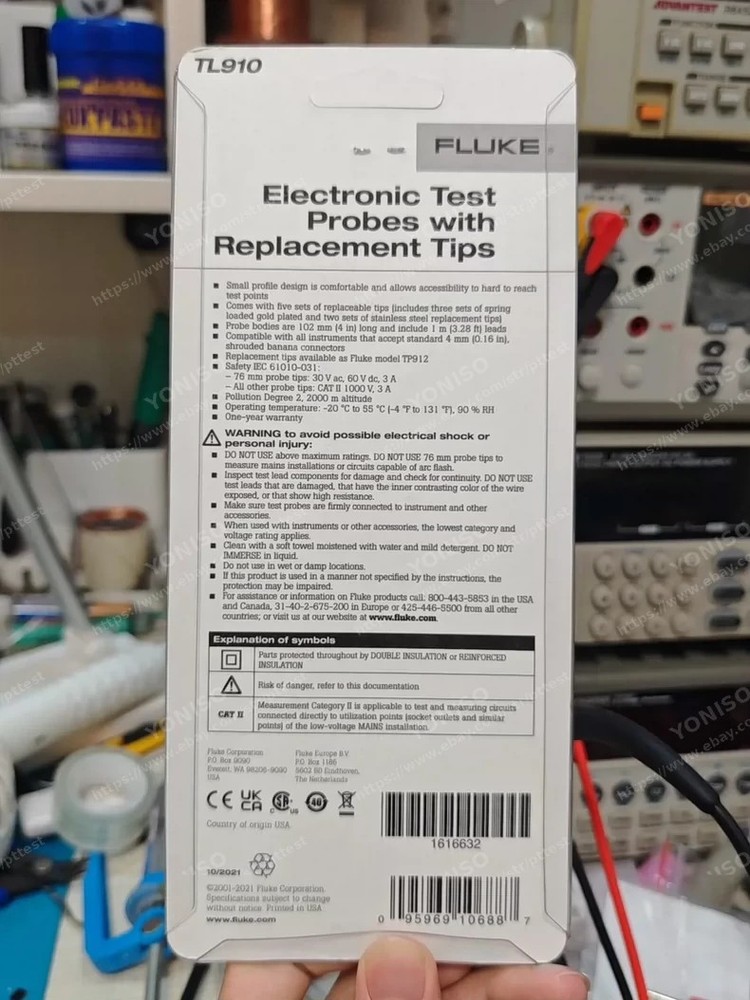 TL910
FLUKE
Electronic Test
Probes with
Replacement Tips
■ Small profile design is comfortable and allows accessibility to hard to reach
test points
■ Comes with five sets of replaceable tips (includes three sets of spring
loaded gold plated and two sets of stainless steel replacement tips)
■ Probe bodies are 102 mm (4 in) long and include 1 m (3.28 ft) leads
■ Compatible with all instruments that accept standard 4 mm (0.16 in),
shrouded banana connectors
■ Replacement tips available as Fluke model TP912
■ Safety IEC 61010-031:
– 76 mm probe tips: 30 V ac, 60 V dc, 3 A
– All other probe tips: CAT II 1000 V, 3 A
■ Pollution Degree 2, 2000 m altitude
■ Operating temperature: -20 °C to 55 °C (-4 °F to 131 °F), 90 % RH
■ One-year warranty
WARNING to avoid possible electrical shock or
personal injury:
■ DO NOT USE above maximum ratings. DO NOT USE 76 mm probe tips to
measure mains installations or circuits capable of arc flash.
■ Inspect test lead components for damage and check for continuity. DO NOT USE
test leads that are damaged, that have the inner contrasting color of the wire
exposed, or that show high resistance.
■ Make sure test probes are firmly connected to instrument and other
accessories.
■ When used with instruments or other accessories, the lowest category and
voltage rating applies.
■ Clean with a soft towel moistened with water and mild detergent. DO NOT
IMMERSE in liquid.
■ Do not use in wet or damp locations.
■ If this product is used in a manner not specified by the instructions, the
protection may be impaired.
■ For assistance or information on Fluke products call: 800-443-5853 in the USA
and Canada, 31-40-2-675-200 in Europe or 425-446-5500 from all other
countries; or visit us at our website at www.fluke.com.
Explanation of symbols
Parts protected throughout by DOUBLE INSULATION or REINFORCED
INSULATION
Risk of danger, refer to this documentation
CAT II Measurement Category II is applicable to test and measuring circuits
connected directly to utilization points (socket outlets and similar
points) of the low-voltage MAINS installation.
Fluke Corporation
P.O. Box 9090
Everett, WA 98206-9090
USA
Fluke Europe B.V.
P.O. Box 1186
5602 BD Eindhoven,
The Netherlands
CE UK CA C SA US 40
Country of origin USA
1616632
10/2021
©2001-2021 Fluke Corporation.
Specifications subject to change
without notice. Printed in USA.
www.fluke.com
0 95969 10688 7
ADVANTEST
FUNCTION
YONISO